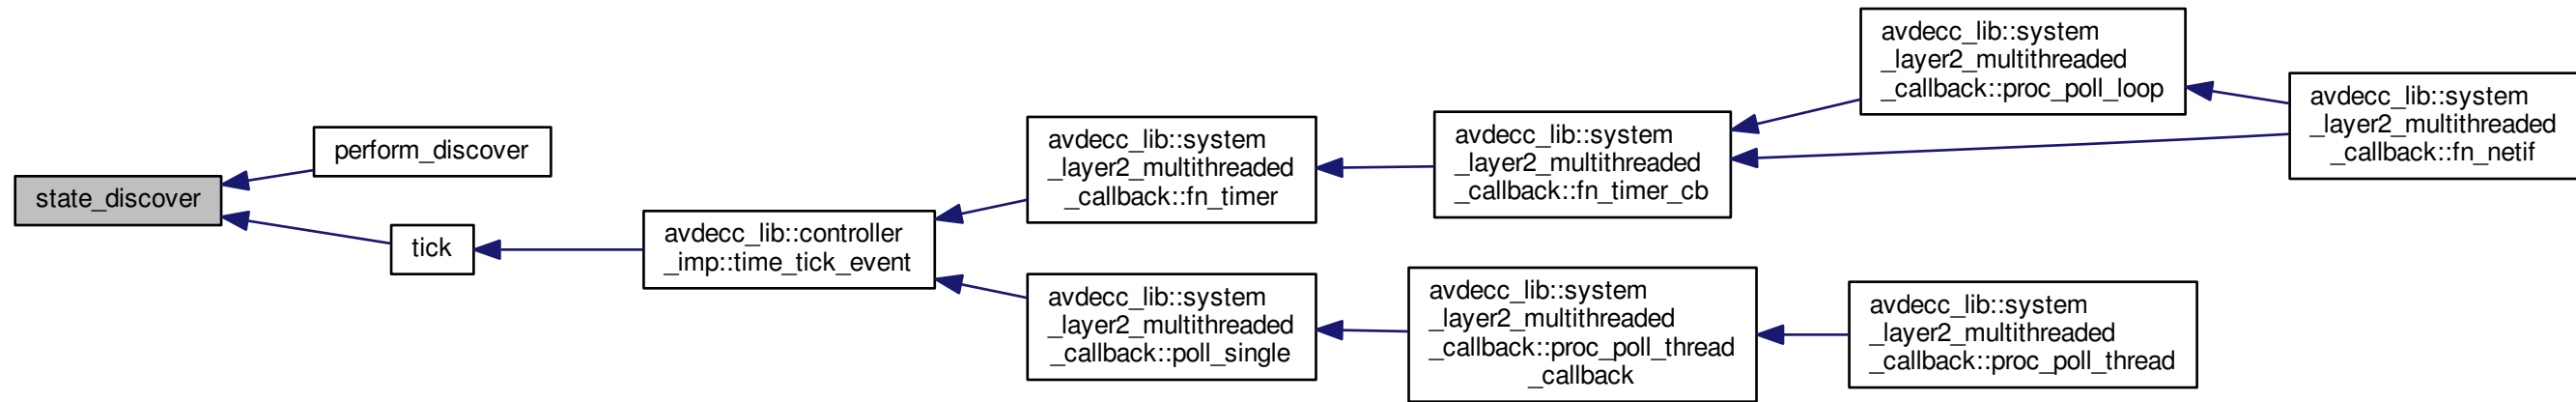 state_discover
perform_discover
tick
avdecc_lib::controller
_imp::time_tick_event
avdecc_lib::system
_layer2_multithreaded
_callback::fn_timer
avdecc_lib::system
_layer2_multithreaded
_callback::poll_single
avdecc_lib::system
_layer2_multithreaded
_callback::fn_timer_cb
avdecc_lib::system
_layer2_multithreaded
_callback::proc_poll_thread
_callback
avdecc_lib::system
_layer2_multithreaded
_callback::proc_poll_loop
avdecc_lib::system
_layer2_multithreaded
_callback::proc_poll_thread
avdecc_lib::system
_layer2_multithreaded
_callback::fn_netif